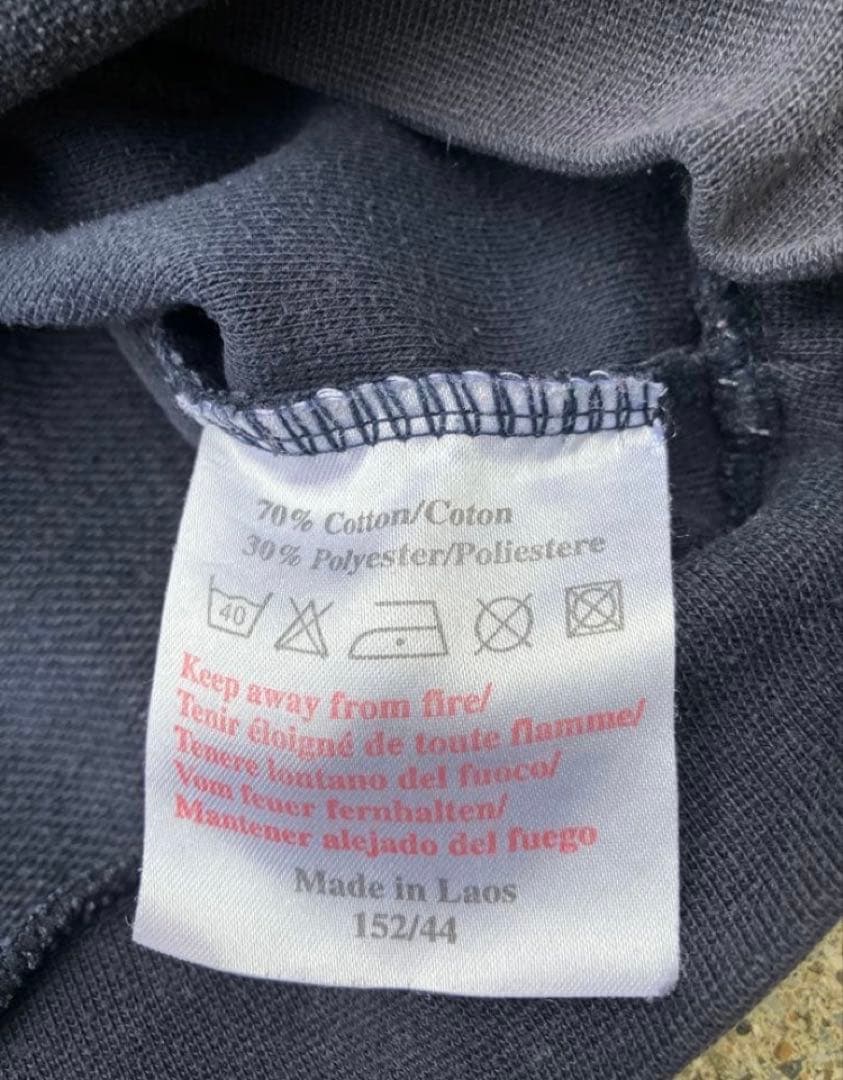 70% Cotton/Coton
30% Polyester/Poliestere
40
Keep away from fire/
Tenir éloigné de toute flamme/
Tenere lontano del fuoco/
Vom feuer fernhalten/
Mantener alejado del fuego
Made in Laos
152/44